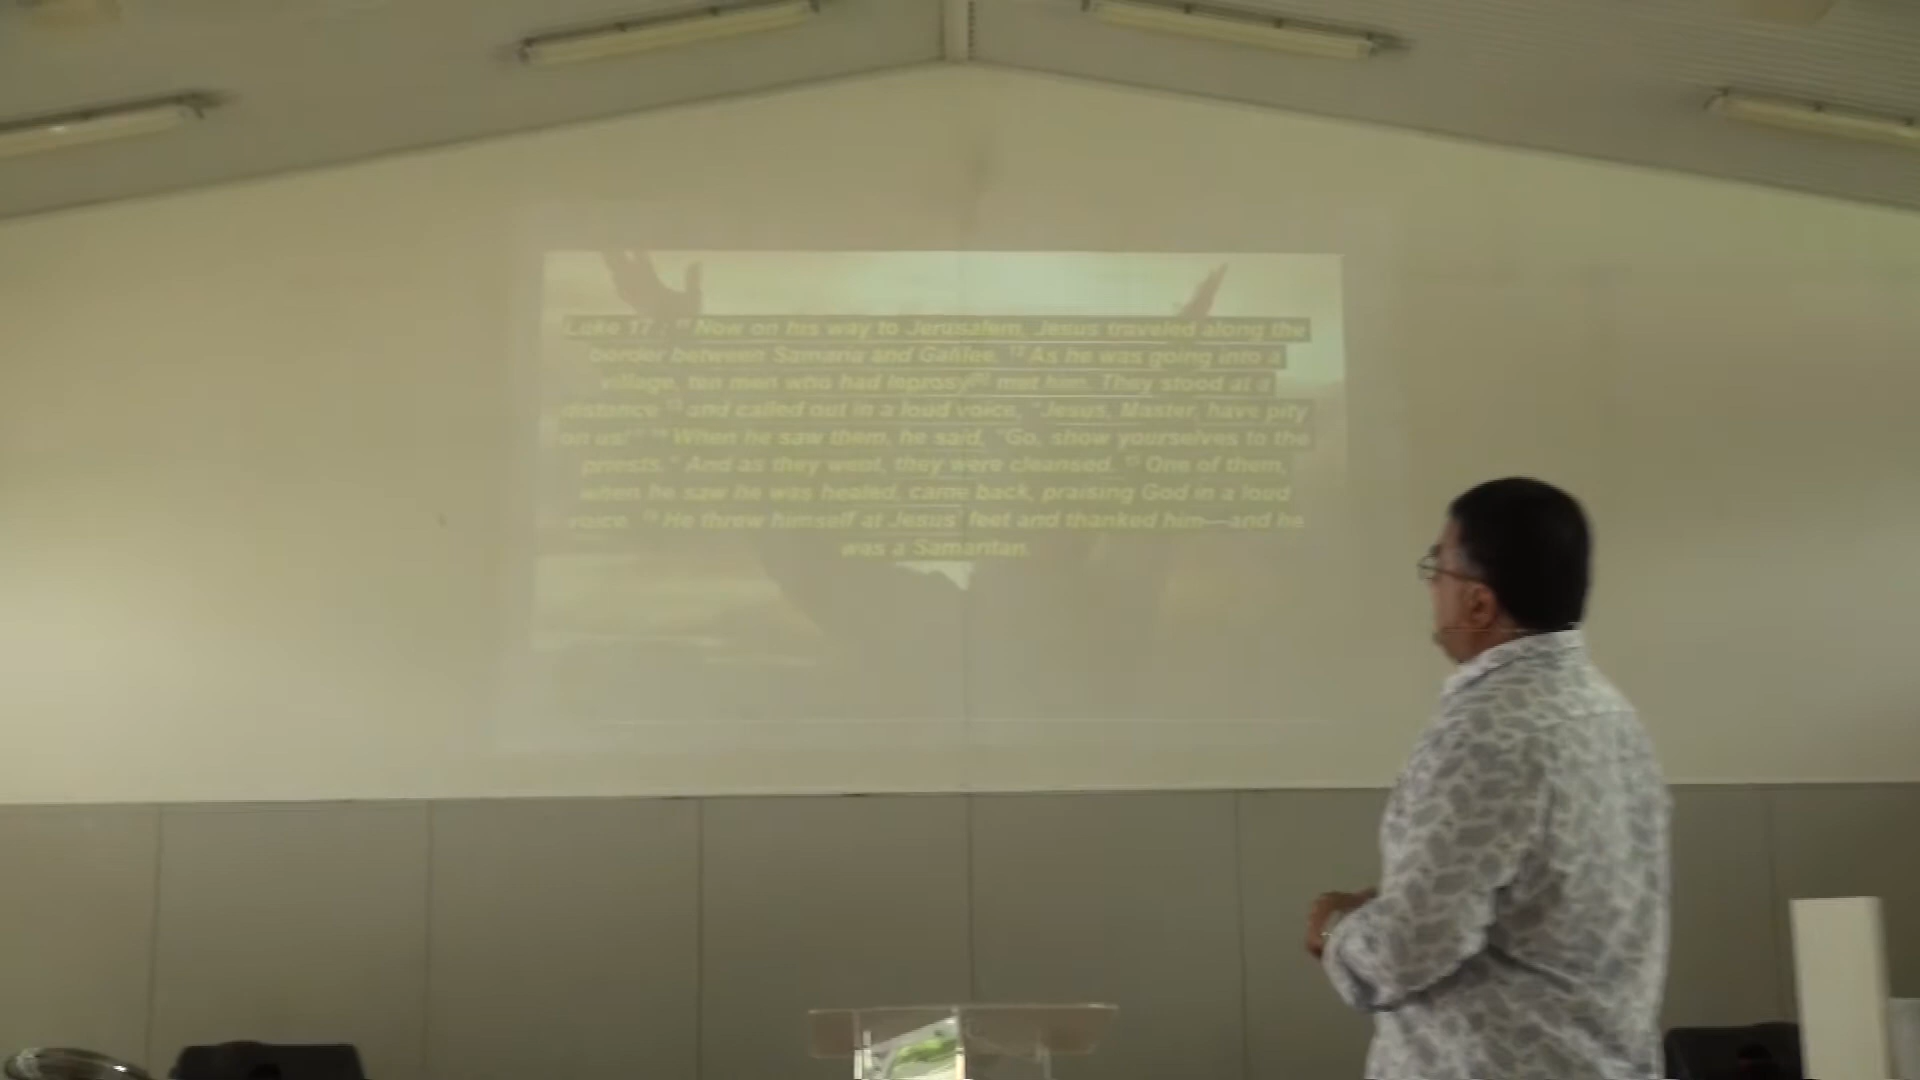 Luke 17 : 11 Now on his way to Jerusalem, Jesus traveled along the
border between Samaria and Galilee. 12 As he was going into a
village, ten men who had leprosy[b] met him. They stood at a
distance 13 and called out in a loud voice, "Jesus, Master, have pity
on us!" 14 When he saw them, he said, "Go, show yourselves to the
priests." And as they went, they were cleansed. 15 One of them,
when he saw he was healed, came back, praising God in a loud
voice. 16 He threw himself at Jesus' feet and thanked him—and he
was a Samaritan.